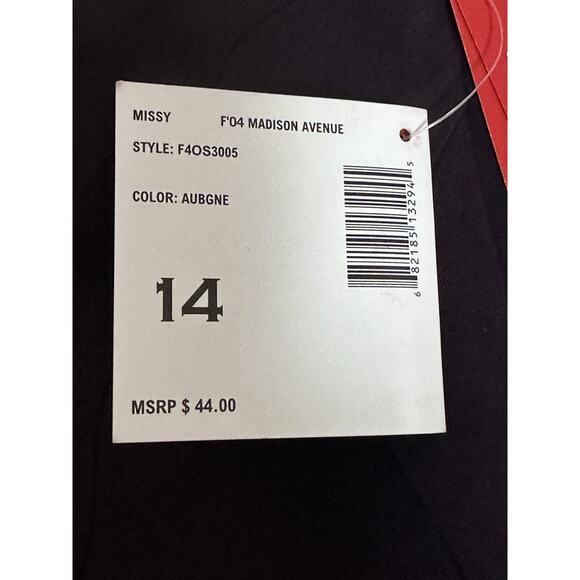 MISSY F'04 MADISON AVENUE
STYLE: F4OS3005
COLOR: AUBGNE
14
MSRP $ 44.00
6 82185 13294 5